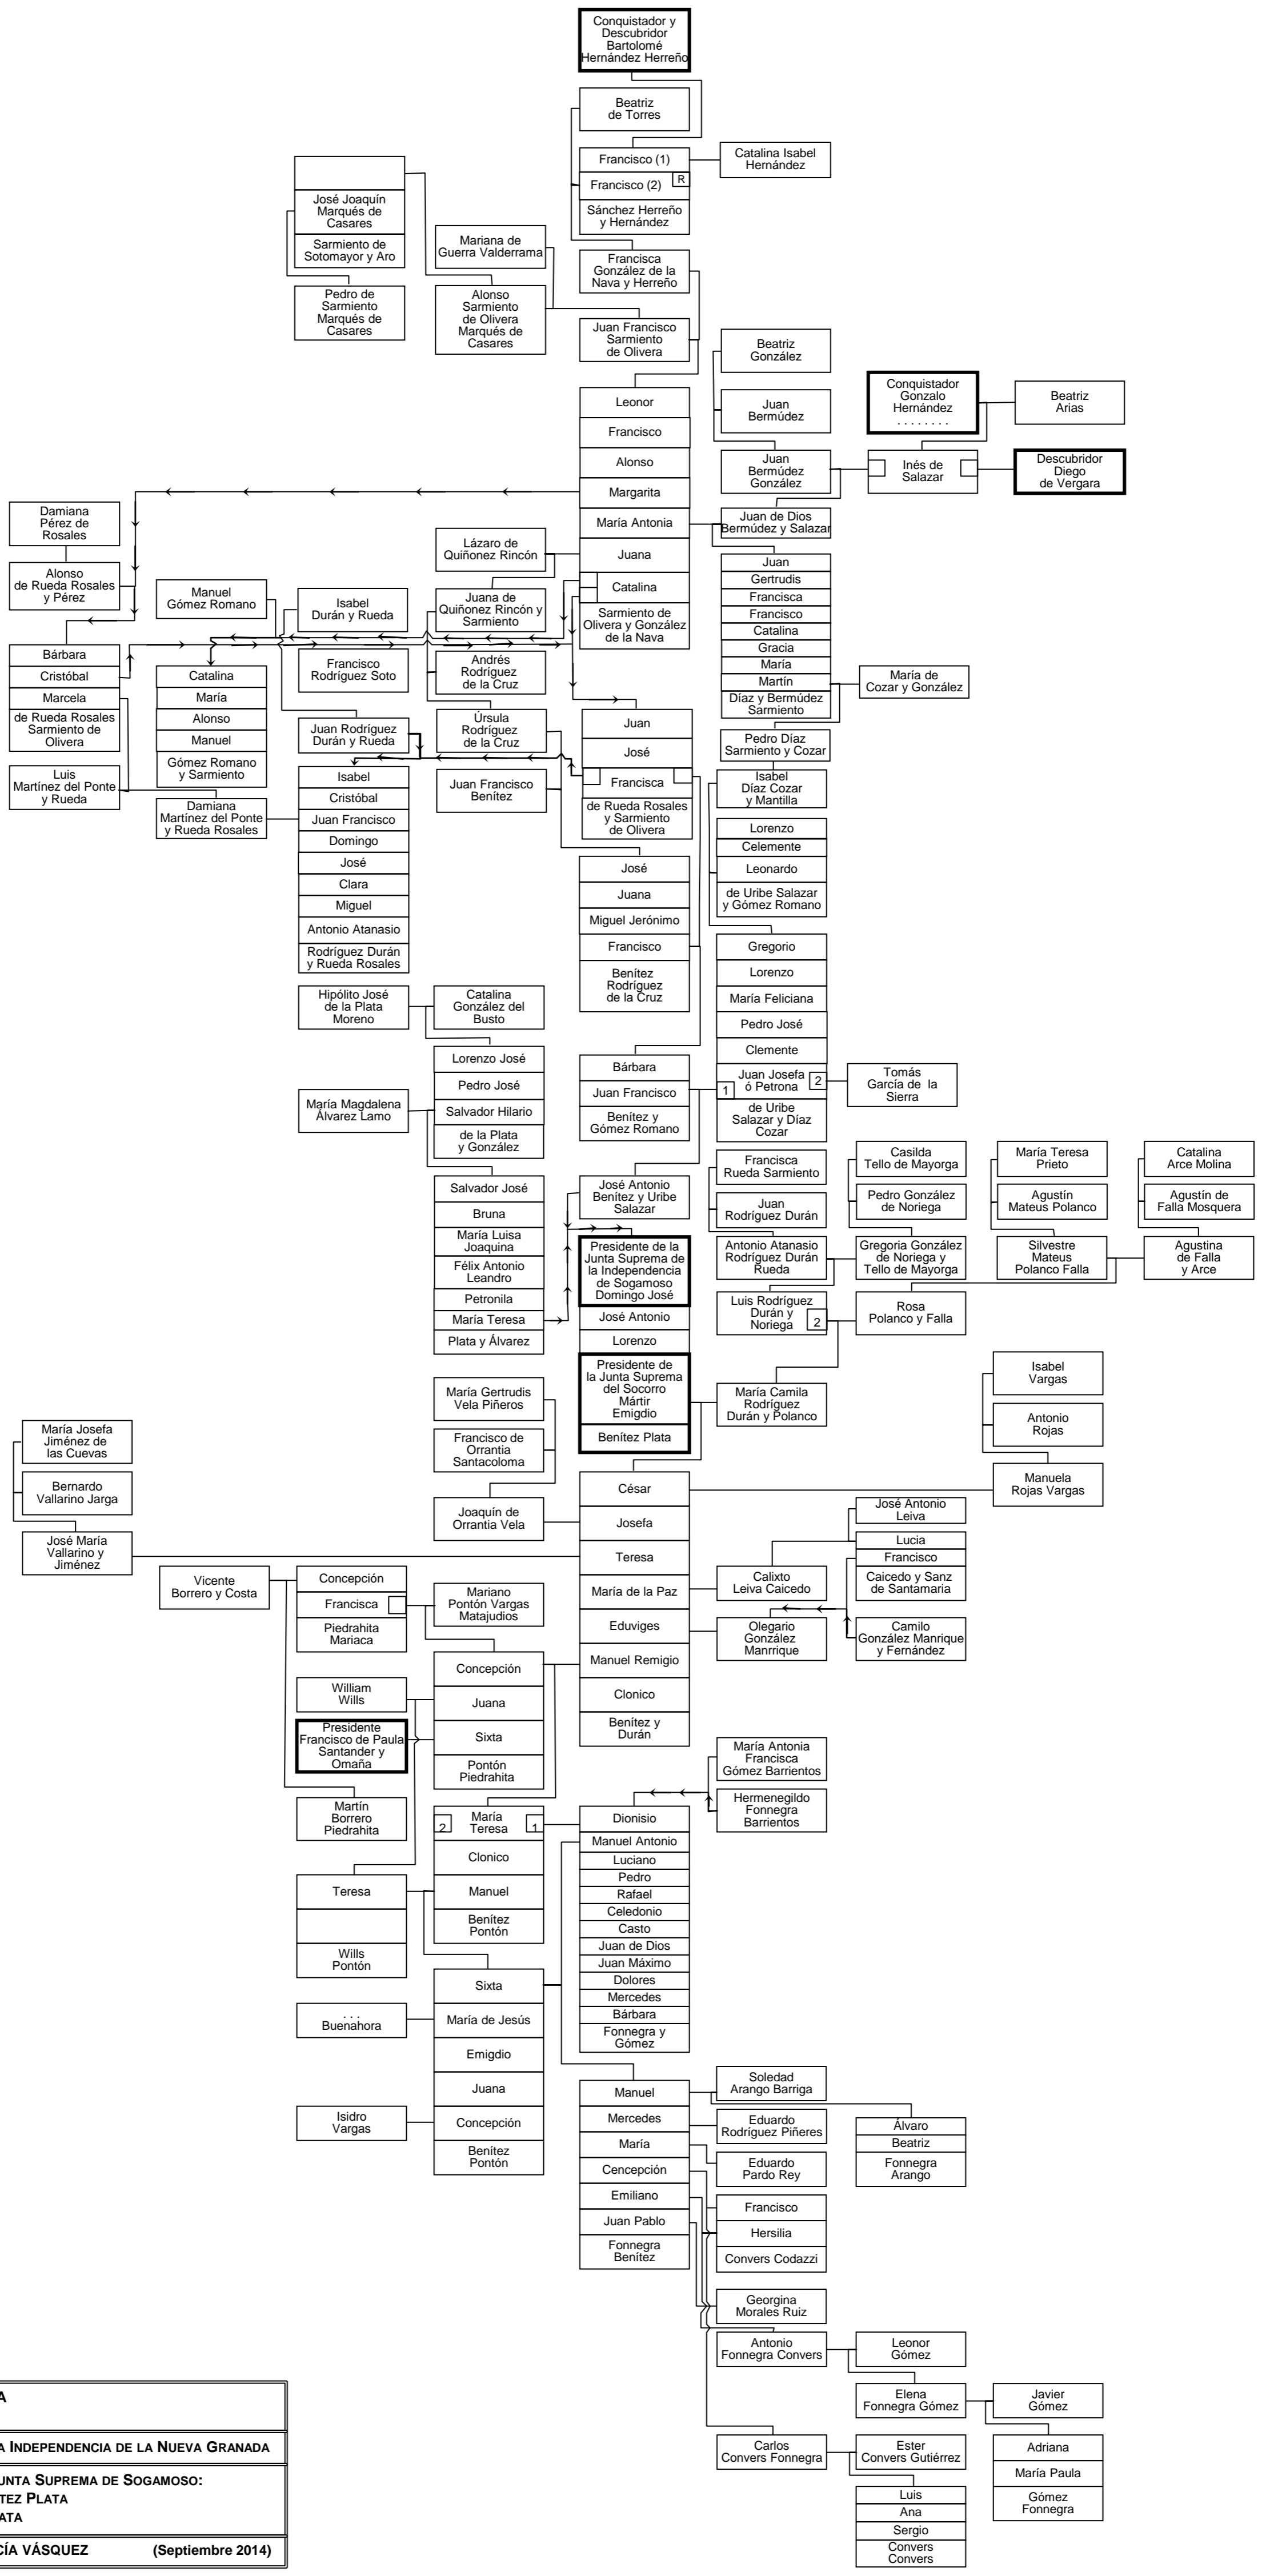 Conquistador y
Descubridor
Bartolomé
Hernández Herreño
Beatriz
de Torres
Francisco (1)
Catalina Isabel
Hernández
Francisco (2)
R
Sánchez Herreño
y Hernández
José Joaquín
Marqués de
Casares
Sarmiento de
Sotomayor y Aro
Mariana de
Guerra Valderrama
Francisca
González de la
Nava y Herreño
Pedro de
Sarmiento
Marqués de
Casares
Alonso
Sarmiento
de Olivera
Marqués de
Casares
Juan Francisco
Sarmiento
de Olivera
Beatriz
González
Conquistador
Gonzalo
Hernández
. . . . . . . .
Beatriz
Arias
Leonor
Francisco
Alonso
Margarita
María Antonia
Juana
Catalina
Sarmiento de
Olivera y González
de la Nava
Juan
Bermúdez
Juan
Bermúdez
González
Inés de
Salazar
Descubridor
Diego
de Vergara
Juan de Dios
Bermúdez y Salazar
Damiana
Pérez de
Rosales
Alonso
de Rueda Rosales
y Pérez
Manuel
Gómez Romano
Isabel
Durán y Rueda
Lázaro de
Quiñonez Rincón
Juana de
Quiñonez Rincón y
Sarmiento
Juan
Gertrudis
Francisca
Francisco
Catalina
Gracia
María
Martín
Díaz y Bermúdez
Sarmiento
María de
Cozar y González
Bárbara
Cristóbal
Marcela
de Rueda Rosales
Sarmiento de
Olivera
Catalina
María
Alonso
Manuel
Gómez Romano
y Sarmiento
Francisco
Rodríguez Soto
Andrés
Rodríguez
de la Cruz
Juan Rodríguez
Durán y Rueda
Úrsula
Rodríguez
de la Cruz
Juan
José
Francisca
de Rueda Rosales
y Sarmiento
de Olivera
Pedro Díaz
Sarmiento y Cozar
Luis
Martínez del Ponte
y Rueda
Damiana
Martínez del Ponte
y Rueda Rosales
Isabel
Cristóbal
Juan Francisco
Domingo
José
Clara
Miguel
Antonio Atanasio
Rodríguez Durán
y Rueda Rosales
Juan Francisco
Benítez
Isabel
Díaz Cozar
y Mantilla
Lorenzo
Celemente
Leonardo
de Uribe Salazar
y Gómez Romano
José
Juana
Miguel Jerónimo
Francisco
Benítez
Rodríguez
de la Cruz
Gregorio
Lorenzo
María Feliciana
Pedro José
Clemente
Juan Josefa
ó Petrona
1
2
de Uribe
Salazar y Díaz
Cozar
Tomás
García de la
Sierra
Hipólito José
de la Plata
Moreno
Catalina
González del
Busto
Lorenzo José
Pedro José
Salvador Hilario
de la Plata
y González
María Magdalena
Álvarez Lamo
Bárbara
Juan Francisco
Benítez y
Gómez Romano
Salvador José
Bruna
María Luisa
Joaquina
Félix Antonio
Leandro
Petronila
María Teresa
Plata y Álvarez
José Antonio
Benítez y Uribe
Salazar
Francisca
Rueda Sarmiento
Juan
Rodríguez Durán
Casilda
Tello de Mayorga
Pedro González
de Noriega
María Teresa
Prieto
Agustín
Mateus Polanco
Catalina
Arce Molina
Agustín de
Falla Mosquera
Presidente de la
Junta Suprema de
la Independencia
de Sogamoso
Domingo José
José Antonio
Lorenzo
Presidente de
la Junta Suprema
del Socorro
Mártir
Emigdio
Benítez Plata
Antonio Atanasio
Rodríguez Durán
Rueda
Gregoria González
de Noriega y
Tello de Mayorga
Silvestre
Mateus
Polanco Falla
Agustina
de Falla
y Arce
Luis Rodríguez
Durán y
Noriega
2
Rosa
Polanco y Falla
María Gertrudis
Vela Piñeros
Francisco de
Orrantia
Santacoloma
Joaquín de
Orrantia Vela
María Camila
Rodríguez
Durán y Polanco
Isabel
Vargas
Antonio
Rojas
Manuela
Rojas Vargas
María Josefa
Jiménez de
las Cuevas
Bernardo
Vallarino Jarga
José María
Vallarino y
Jiménez
César
Josefa
Teresa
María de la Paz
Eduviges
Manuel Remigio
Clonico
Benítez y
Durán
José Antonio
Leiva
Lucia
Francisco
Caicedo y Sanz
de Santamaria
Calixto
Leiva Caicedo
Olegario
González
Manrrique
Camilo
González Manrique
y Fernández
Vicente
Borrero y Costa
Concepción
Francisca
Piedrahita
Mariaca
Mariano
Pontón Vargas
Matajudios
Concepción
Juana
Sixta
Pontón
Piedrahita
William
Wills
Presidente
Francisco de Paula
Santander y
Omaña
Martín
Borrero
Piedrahita
María Antonia
Francisca
Gómez Barrientos
Hermenegildo
Fonnegra
Barrientos
2
María
Teresa
1
Clonico
Manuel
Benítez
Pontón
Dionisio
Manuel Antonio
Luciano
Pedro
Rafael
Celedonio
Casto
Juan de Dios
Juan Máximo
Dolores
Mercedes
Bárbara
Fonnegra y
Gómez
Teresa
Wills
Pontón
Sixta
María de Jesús
Emigdio
Juana
Concepción
Benítez
Pontón
. . .
Buenahora
Isidro
Vargas
Manuel
Mercedes
María
Cencepción
Emiliano
Juan Pablo
Fonnegra
Benítez
Soledad
Arango Barriga
Eduardo
Rodríguez Piñeres
Eduardo
Pardo Rey
Álvaro
Beatriz
Fonnegra
Arango
Francisco
Hersilia
Convers Codazzi
Georgina
Morales Ruiz
Antonio
Fonnegra Convers
Leonor
Gómez
Elena
Fonnegra Gómez
Javier
Gómez
Carlos
Convers Fonnegra
Ester
Convers Gutiérrez
Adriana
María Paula
Gómez
Fonnegra
Luis
Ana
Sergio
Convers
Convers
A
A INDEPENDENCIA DE LA NUEVA GRANADA
UNTA SUPREMA DE SOGAMOSO:
TEZ PLATA
ATA
CÍA VÁSQUEZ (Septiembre 2014)